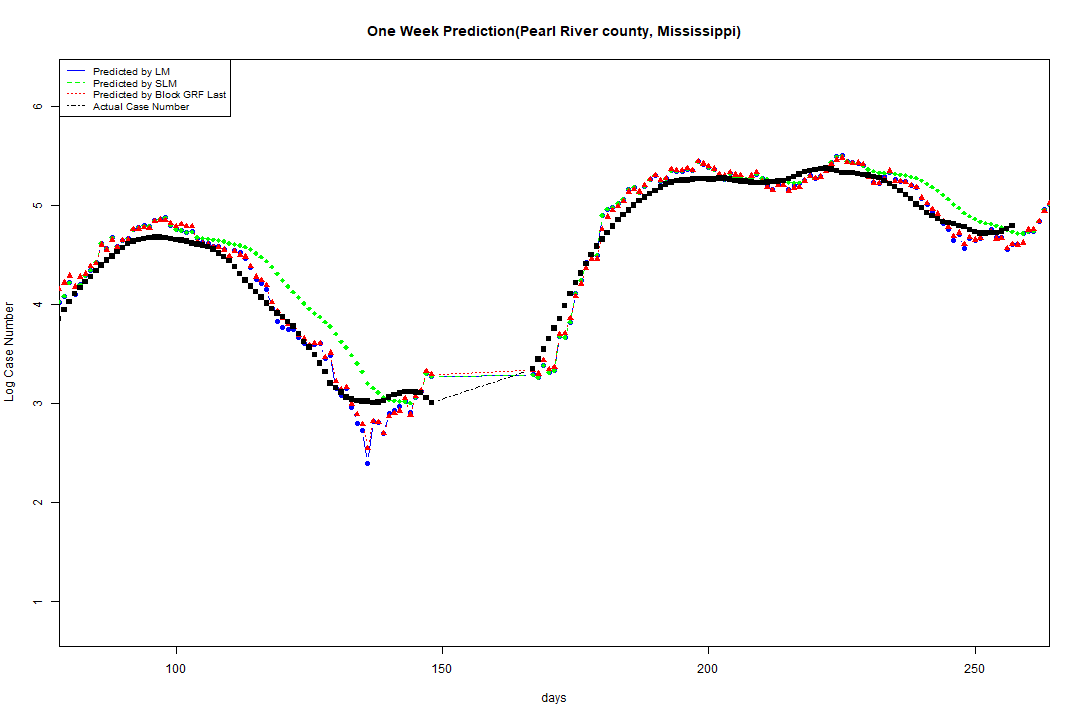 One Week Prediction(Pearl River county, Mississippi)
Predicted by LM
Predicted by SLM
Predicted by Block GRF Last
Actual Case Number
6
5
4
3
2
1
Log Case Number
100
150
200
250
days